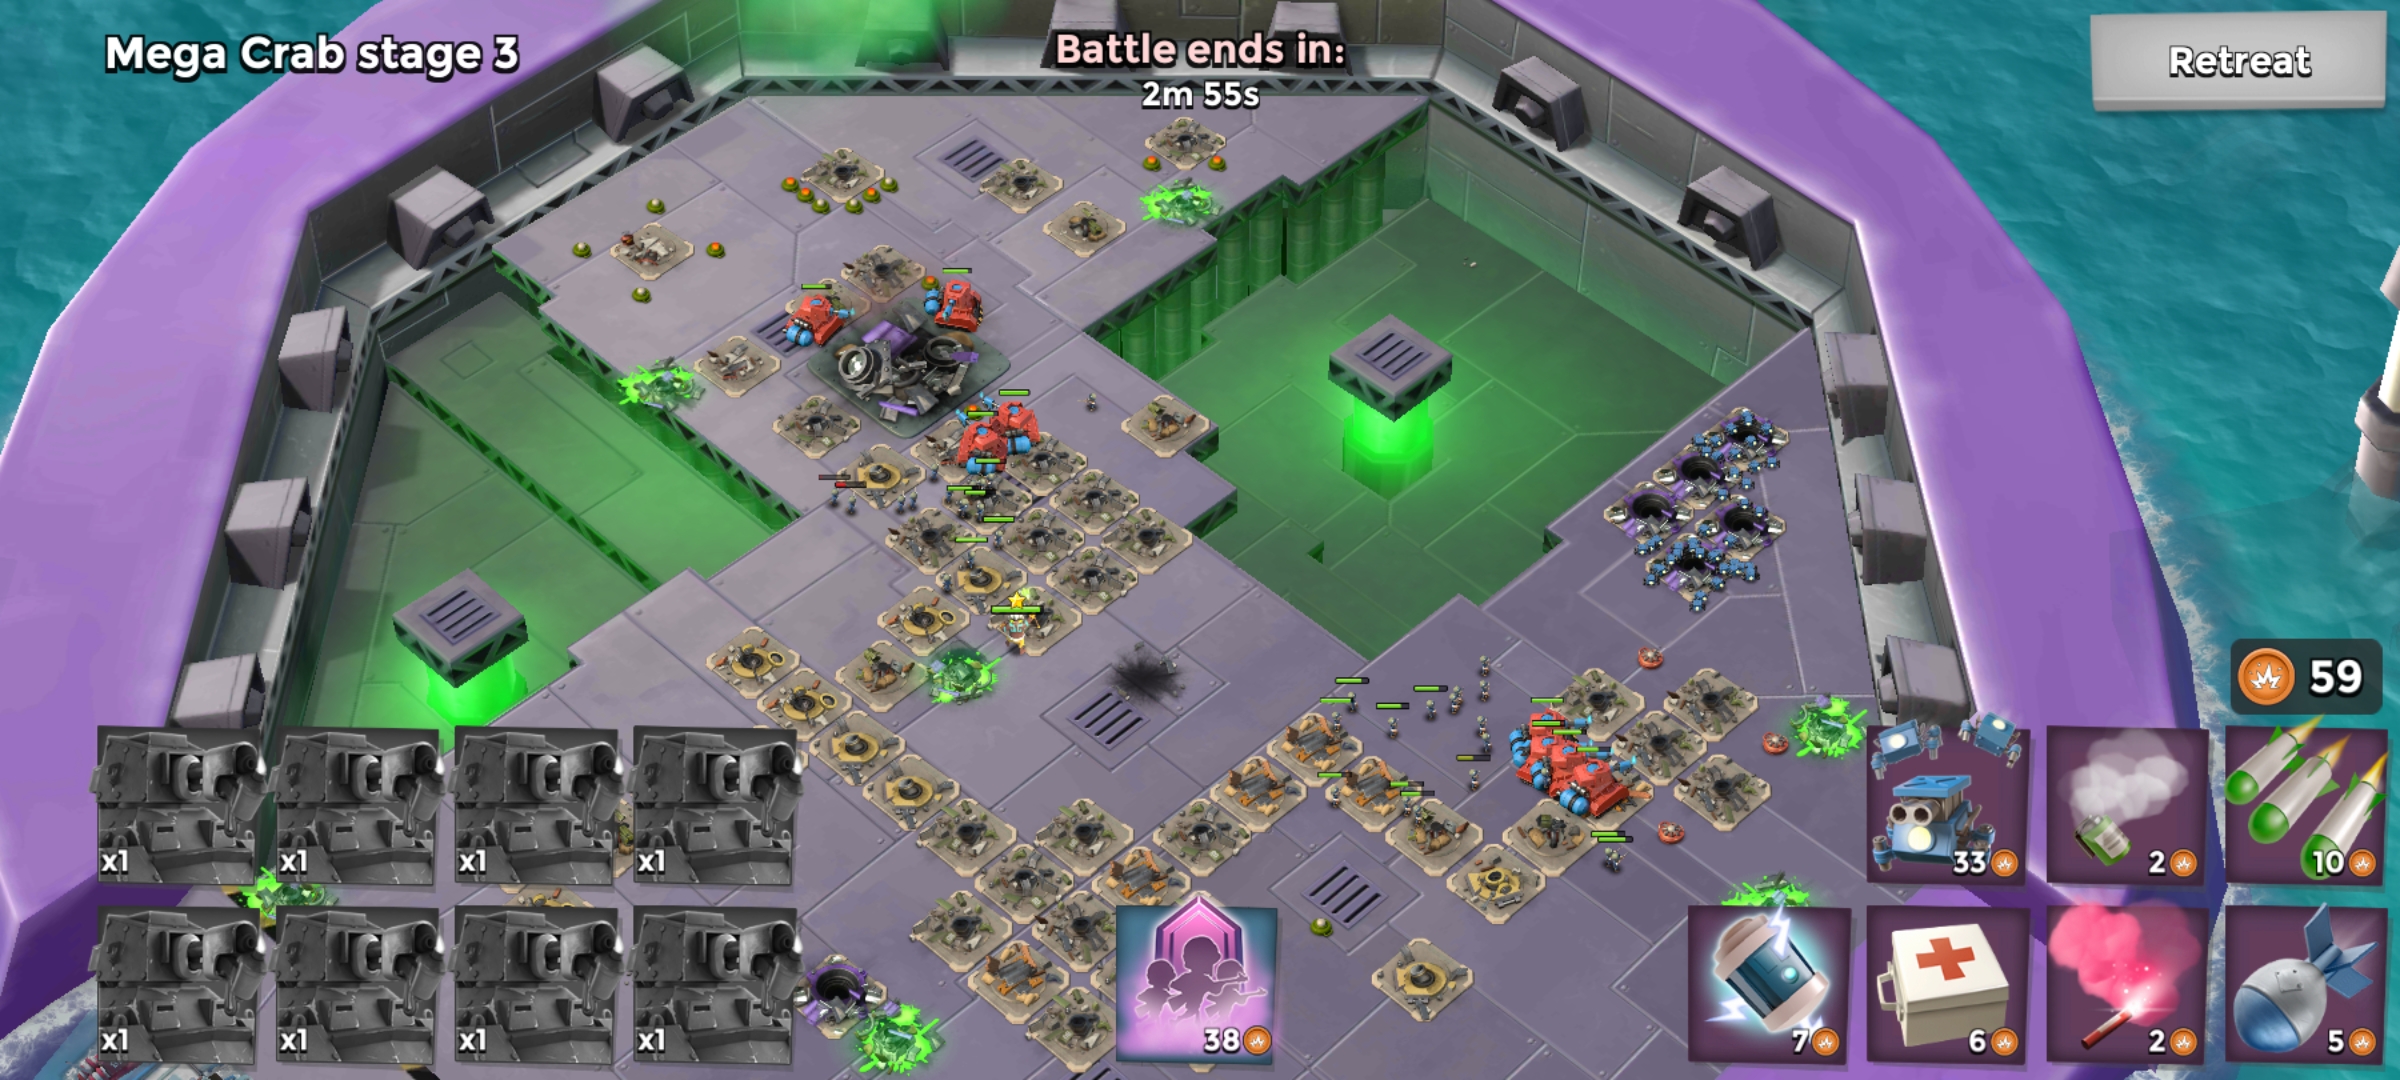 Mega Crab stage 3
Battle ends in:
2m 55s
Retreat
59
x1
x1
x1
x1
33
2
10
x1
x1
x1
x1
38
7
6
2
5